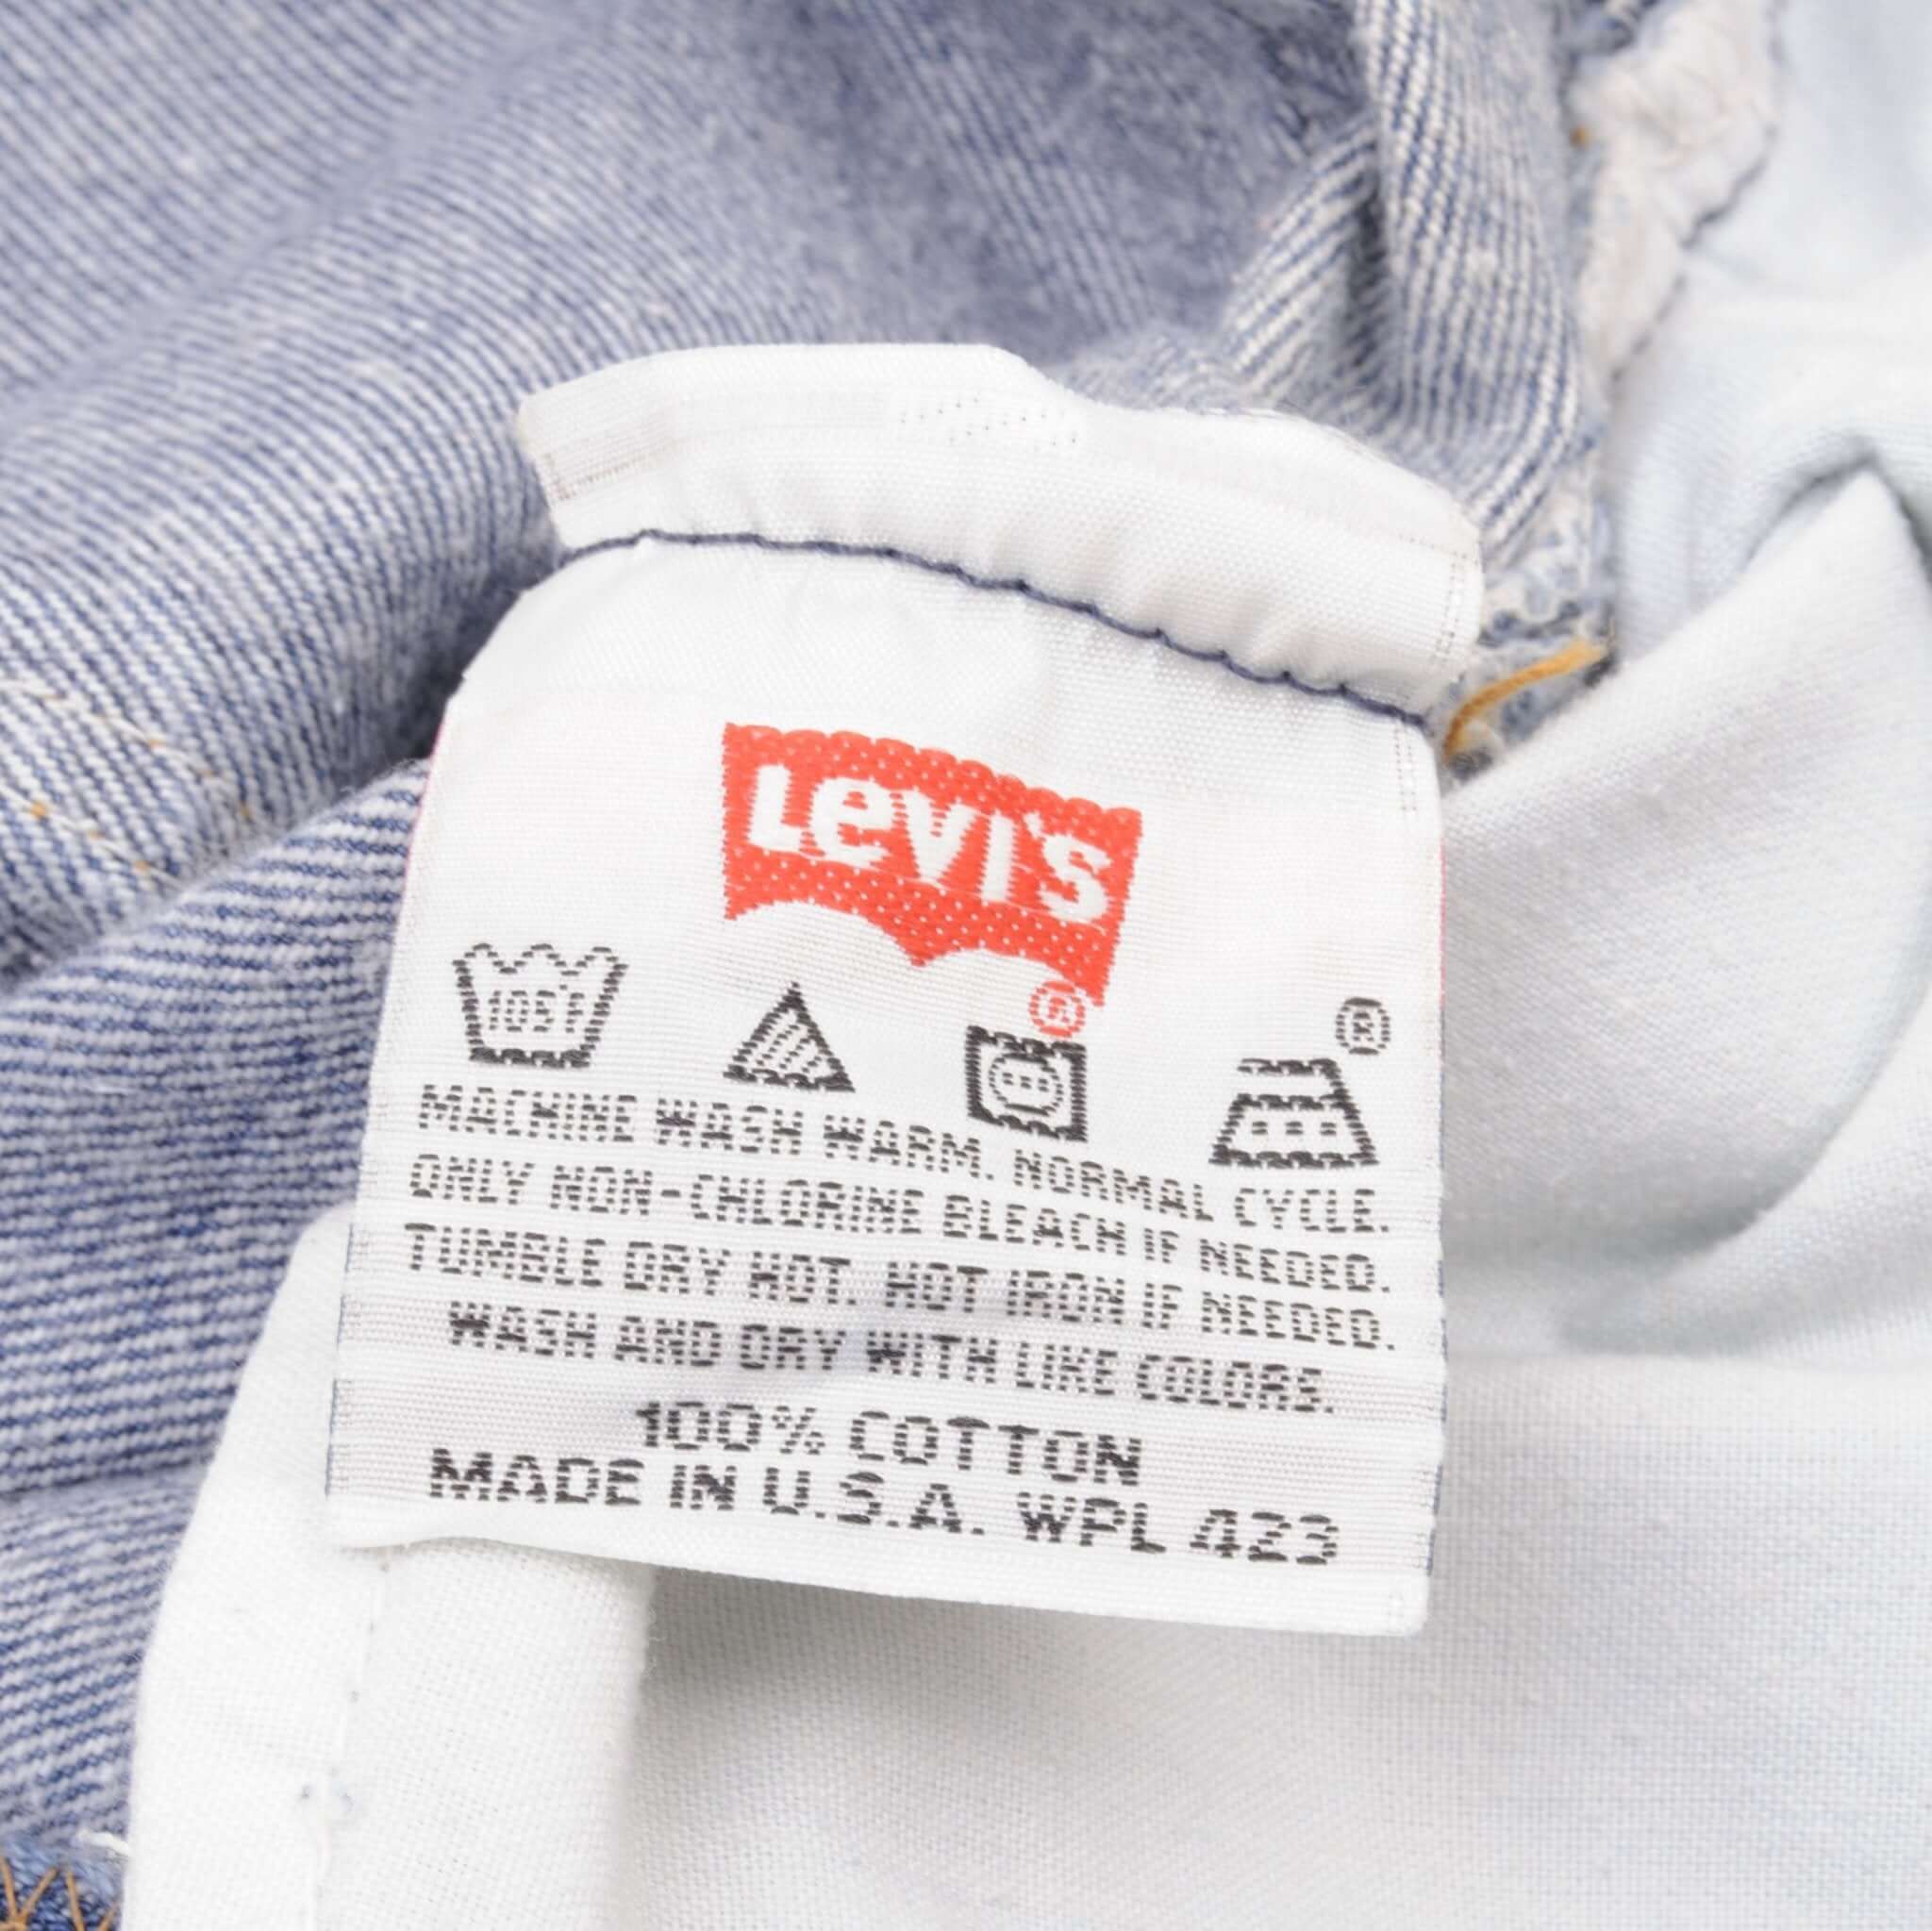 Levi's
®
105°F
®
MACHINE WASH WARM. NORMAL CYCLE.
ONLY NON-CHLORINE BLEACH IF NEEDED.
TUMBLE DRY HOT. HOT IRON IF NEEDED.
WASH AND DRY WITH LIKE COLORS.
100% COTTON
MADE IN U.S.A. WPL 423